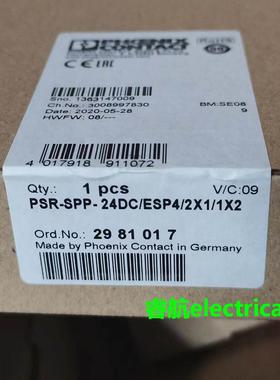 PHOENIX
CONTACT
CE EAC
Sno. 1363147009
Ch.No.: 3008997830
Date: 2020-05-28
HWFW: 08/---
BM:SE08
9
4 017918 911072
Qty.: 1 pcs
V/C:09
PSR-SPP- 24DC/ESP4/2X1/1X2
Ord.No.: 29 81 01 7
Made by Phoenix Contact in Germany
睿航electrica